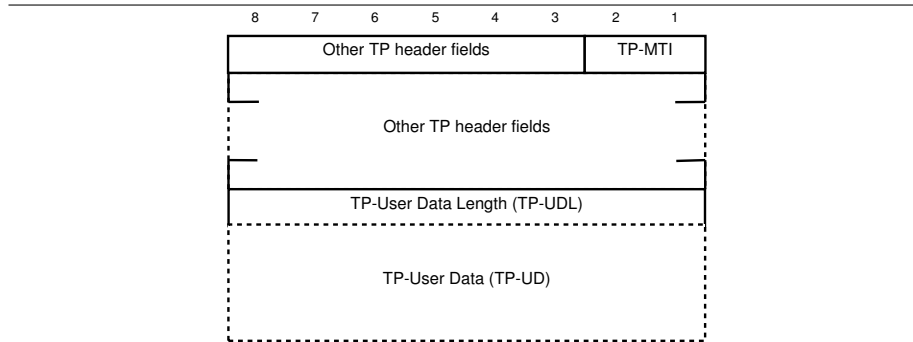 8 7 6 5 4 3 2 1
Other TP header fields TP-MTI
Other TP header fields
TP-User Data Length (TP-UDL)
TP-User Data (TP-UD)